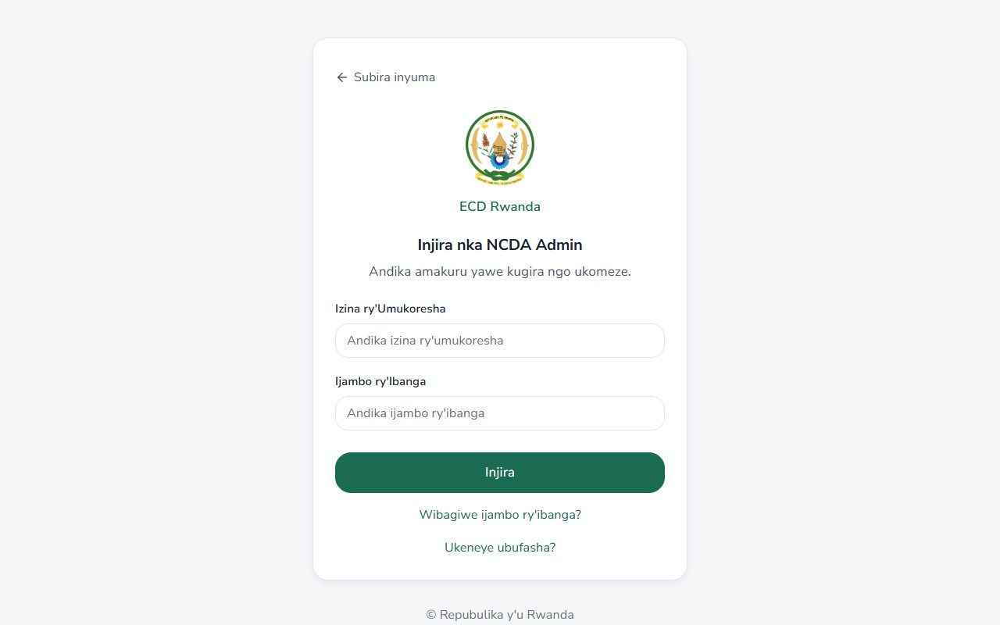 Subira inyuma
ECD Rwanda
Injira nka NCDA Admin
Andika amakuru yawe kugira ngo ukomeze.
Izina ry'Umukoresha
Andika izina ry'umukoresha
Ijambo ry'Ibanga
Andika ijambo ry'ibanga
Injira
Wibagiwe ijambo ry'ibanga?
Ukeneye ubufasha?
© Repubulika y'u Rwanda